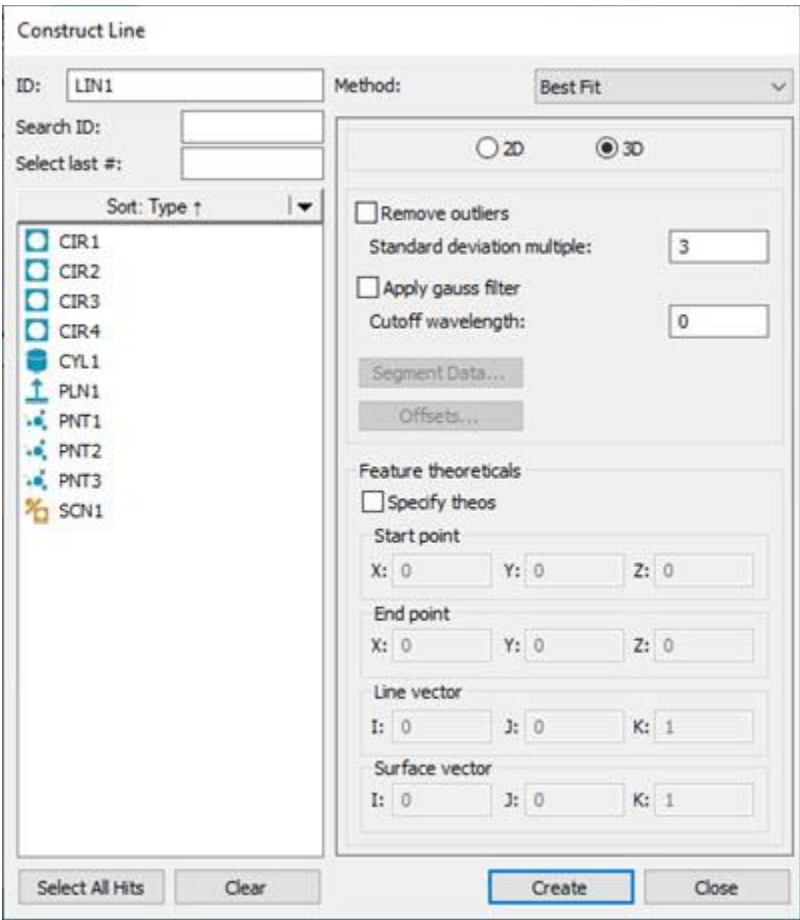 Construct Line
ID: LIN1
Method: Best Fit
Search ID:
Select last #:
Sort: Type ↑
CIR1
CIR2
CIR3
CIR4
CYL1
PLN1
PNT1
PNT2
PNT3
SCN1
2D 3D
Remove outliers
Standard deviation multiple: 3
Apply gauss filter
Cutoff wavelength: 0
Segment Data...
Offsets...
Feature theoreticals
Specify theos
Start point
X: 0 Y: 0 Z: 0
End point
X: 0 Y: 0 Z: 0
Line vector
I: 0 J: 0 K: 1
Surface vector
I: 0 J: 0 K: 1
Select All Hits Clear Create Close